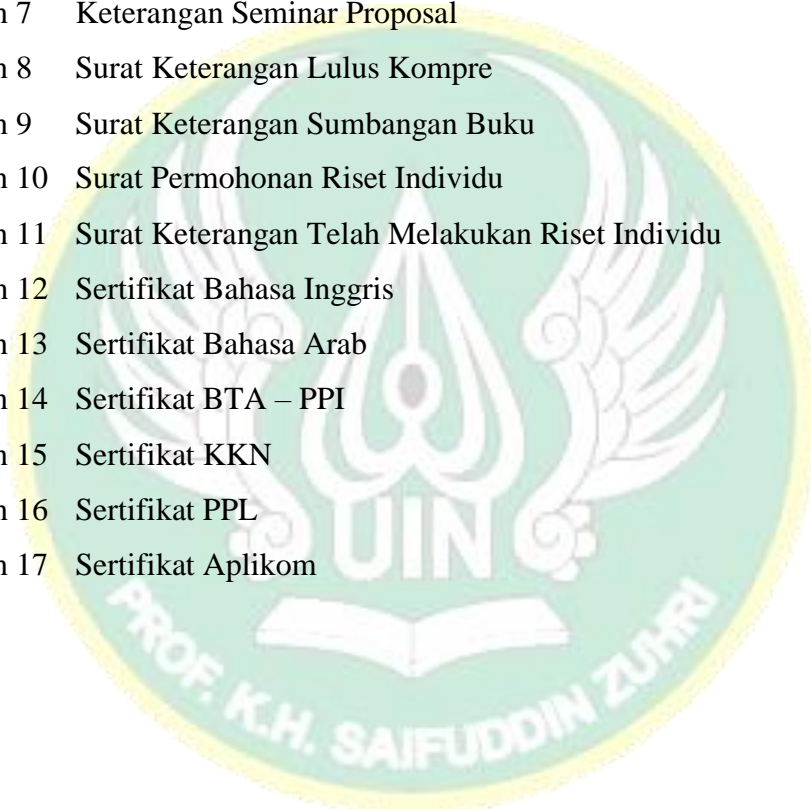 n 7 Keterangan Seminar Proposal
n 8 Surat Keterangan Lulus Kompre
n 9 Surat Keterangan Sumbangan Buku
n 10 Surat Permohonan Riset Individu
n 11 Surat Keterangan Telah Melakukan Riset Individu
n 12 Sertifikat Bahasa Inggris
n 13 Sertifikat Bahasa Arab
n 14 Sertifikat BTA – PPI
n 15 Sertifikat KKN
n 16 Sertifikat PPL
n 17 Sertifikat Aplikom
UIN
PROF. K.H. SAIFUDDIN ZUHRI